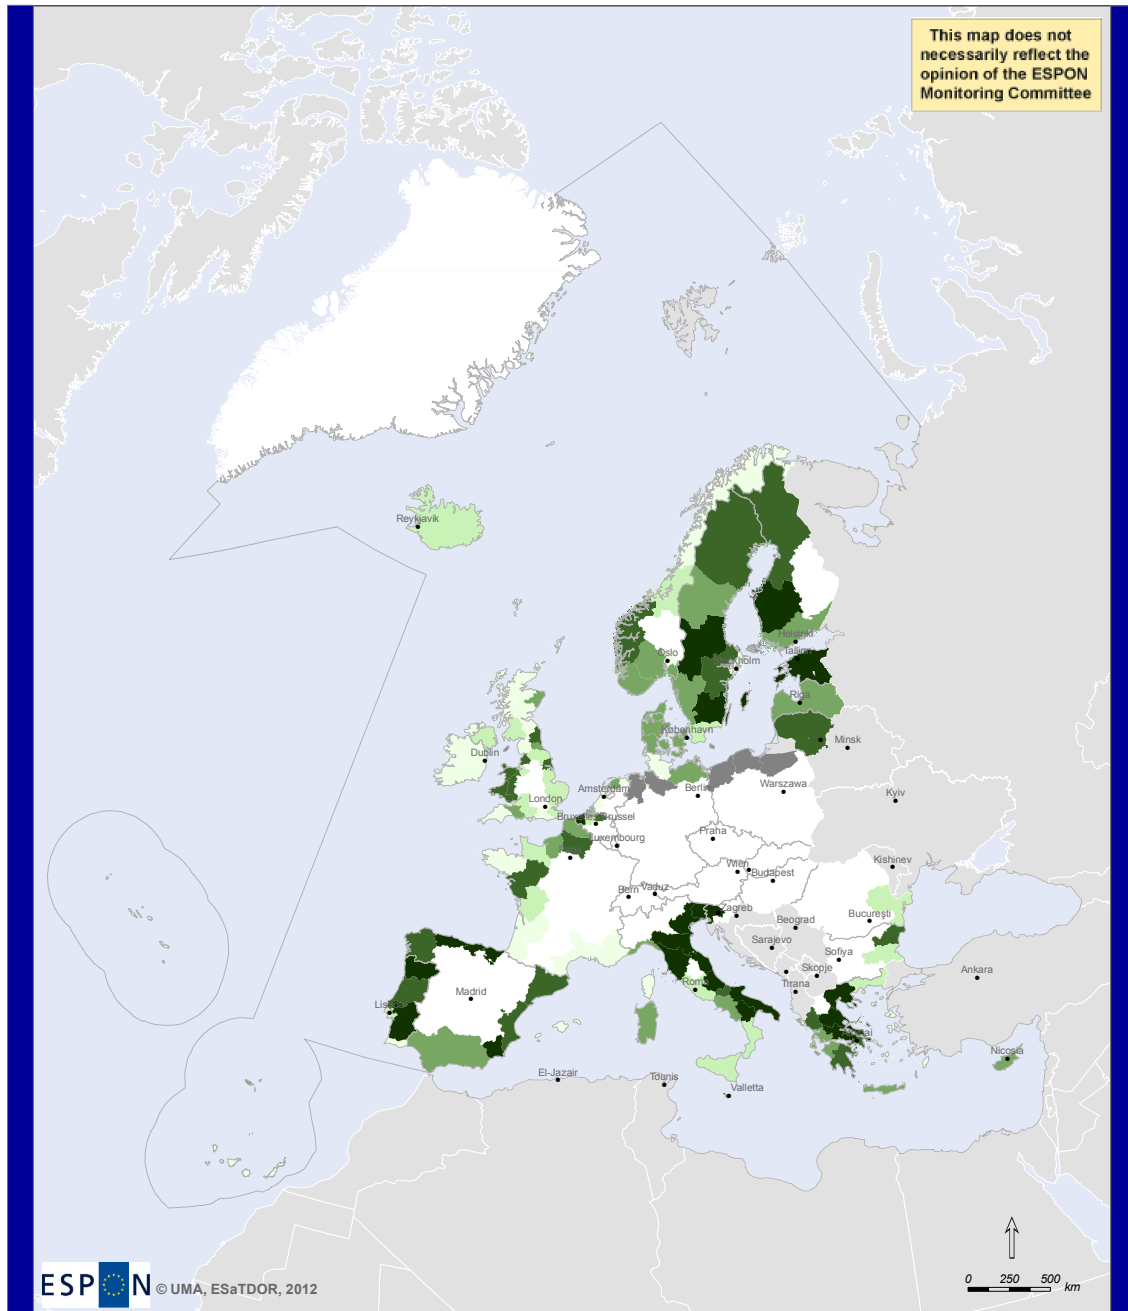 This map does not
necessarily reflect the
opinion of the ESPON
Monitoring Committee
Reykjavik
Oslo
Helsinki
Tallinn
Riga
København
Minsk
Dublin
London
Amsterdam
Berlin
Warszawa
Kyiv
Luxembourg
Praha
Wien
Budapest
Kishinev
Bern
Vaduz
Zagreb
Beograd
Bucureşti
Sarajevo
Sofiya
Skopje
Roma
Tirana
Ankara
Madrid
Nicosia
El-Jazair
Tounis
Valletta
ESPON
© UMA, ESaTDOR, 2012
0 250 500 km